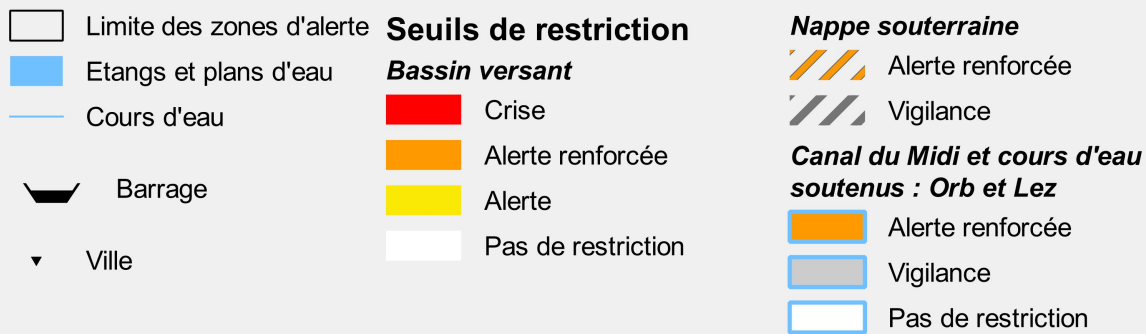 Limite des zones d'alerte
Etangs et plans d'eau
Cours d'eau
Barrage
Ville
Seuils de restriction
Bassin versant
Crise
Alerte renforcée
Alerte
Pas de restriction
Nappe souterraine
Alerte renforcée
Vigilance
Canal du Midi et cours d'eau
soutenus : Orb et Lez
Alerte renforcée
Vigilance
Pas de restriction